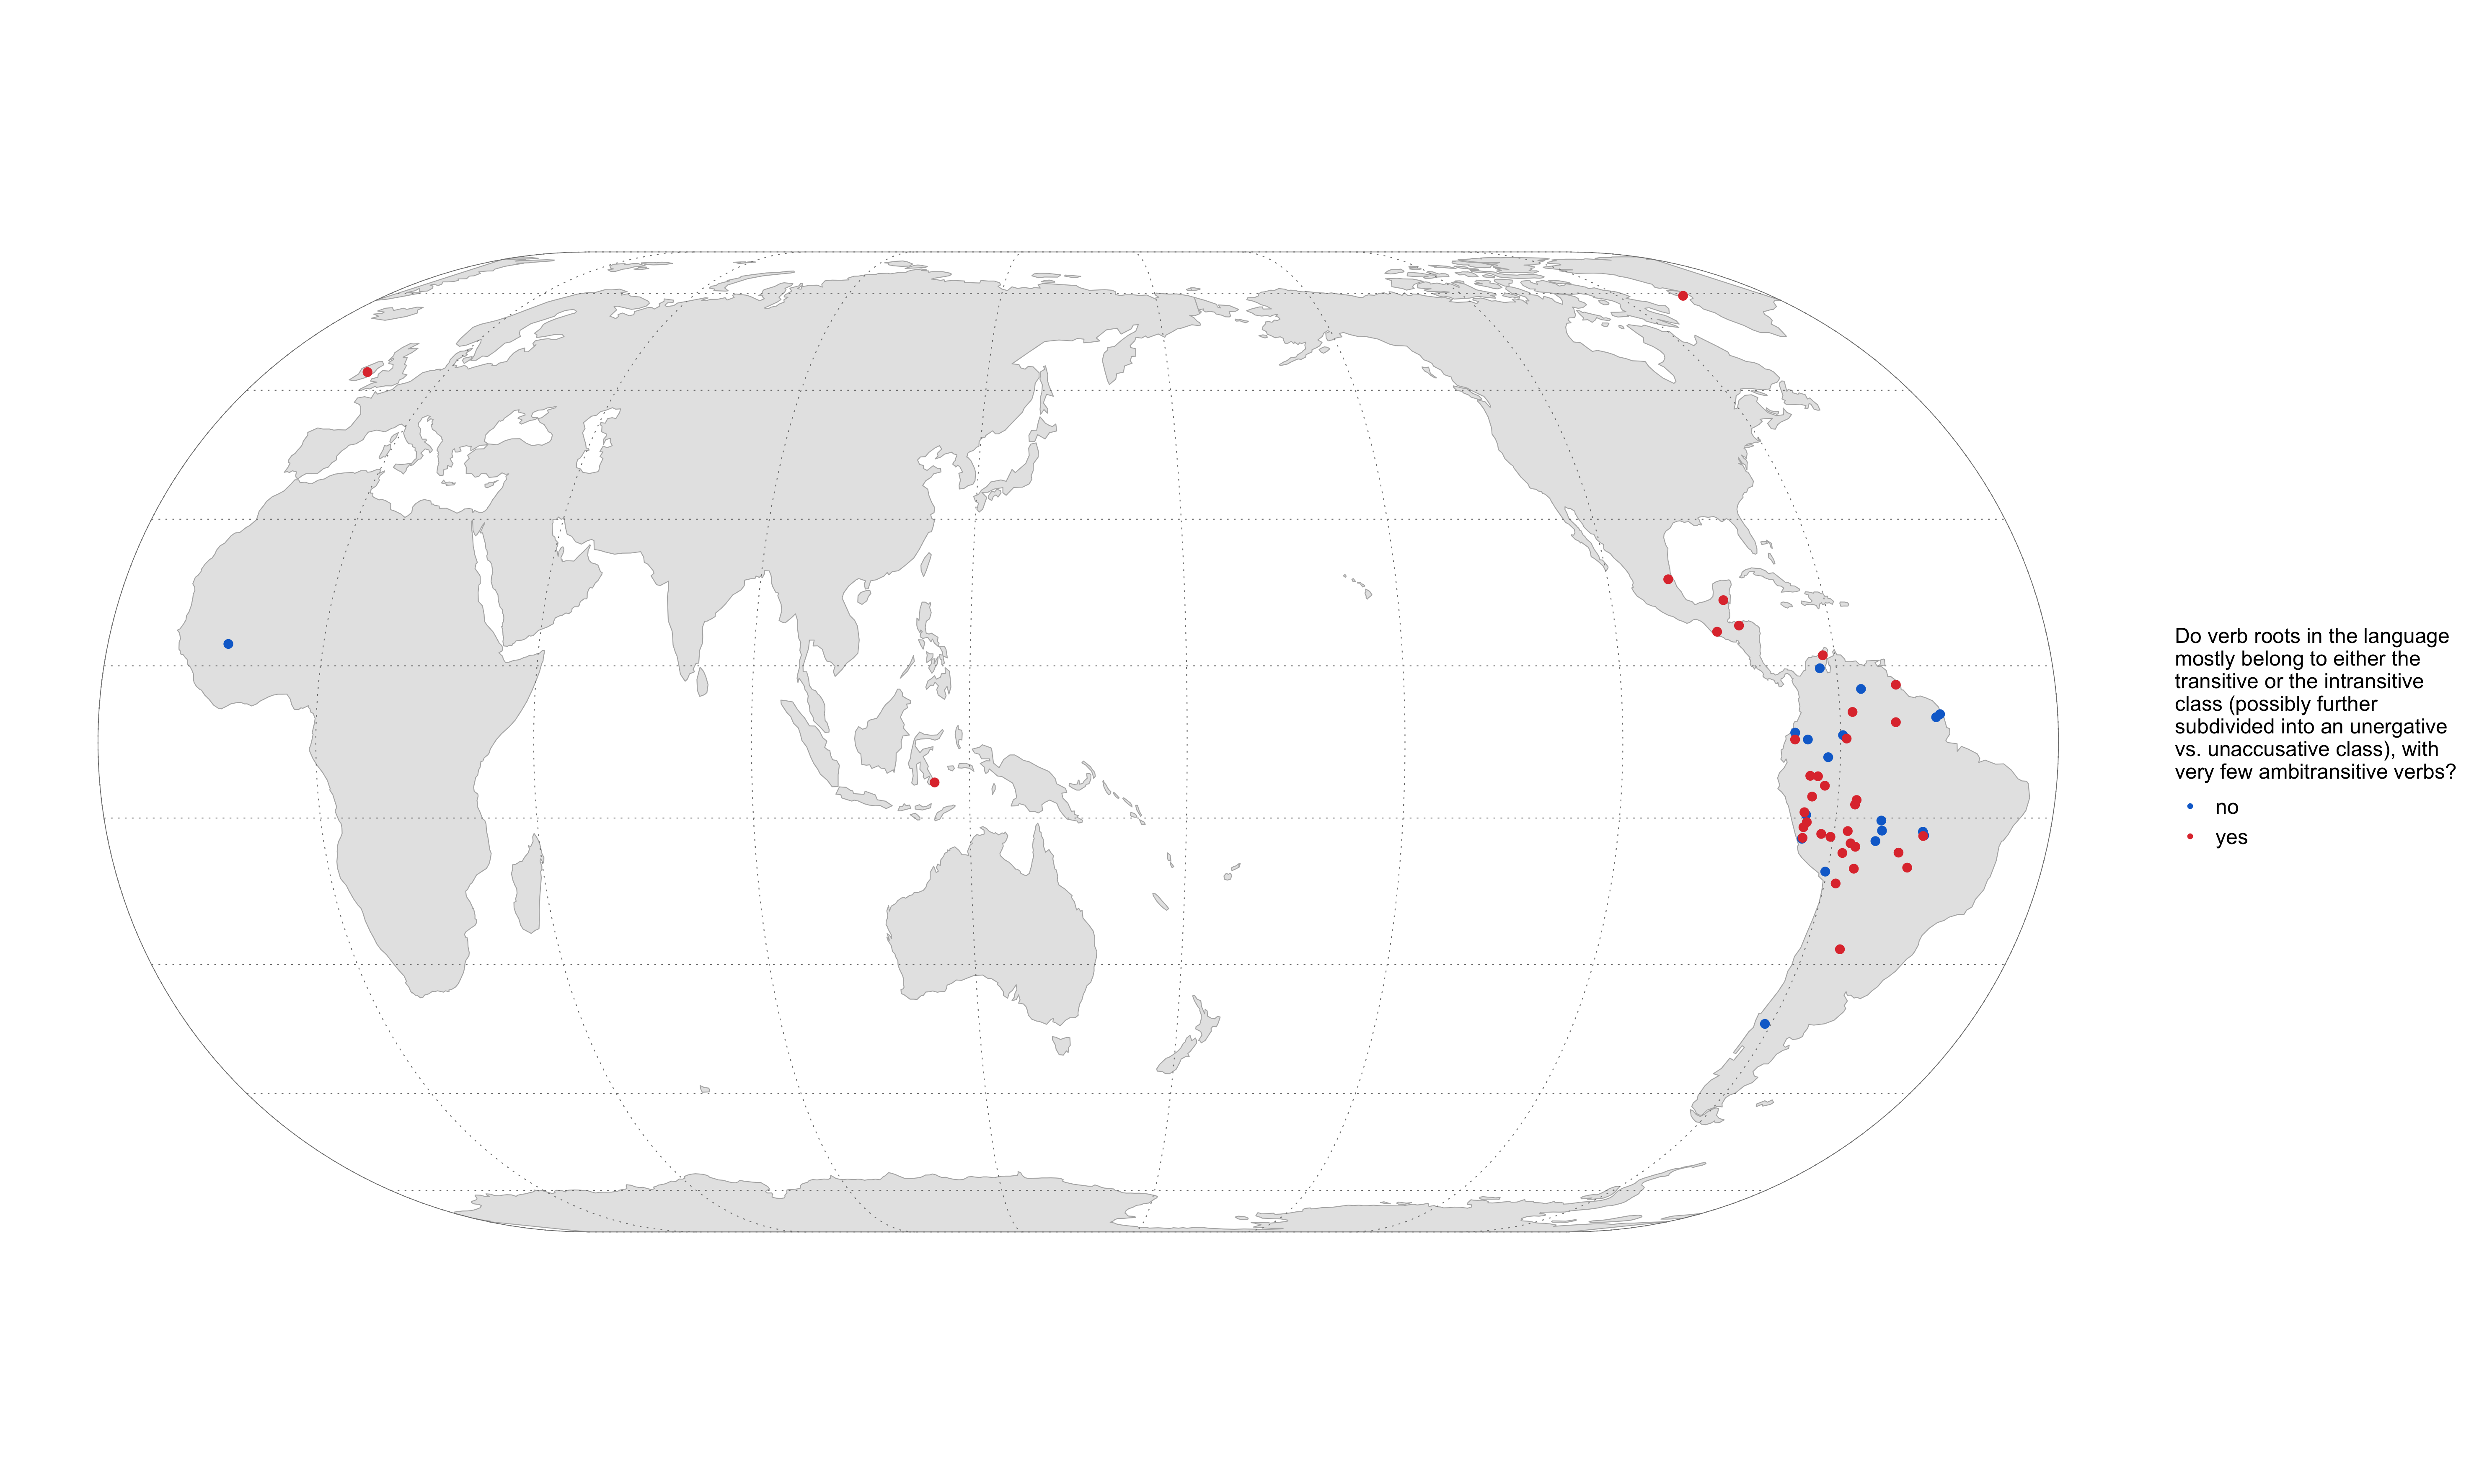 Do verb roots in the language
mostly belong to either the
transitive or the intransitive
class (possibly further
subdivided into an unergative
vs. unaccusative class), with
very few ambitransitive verbs?
no
yes